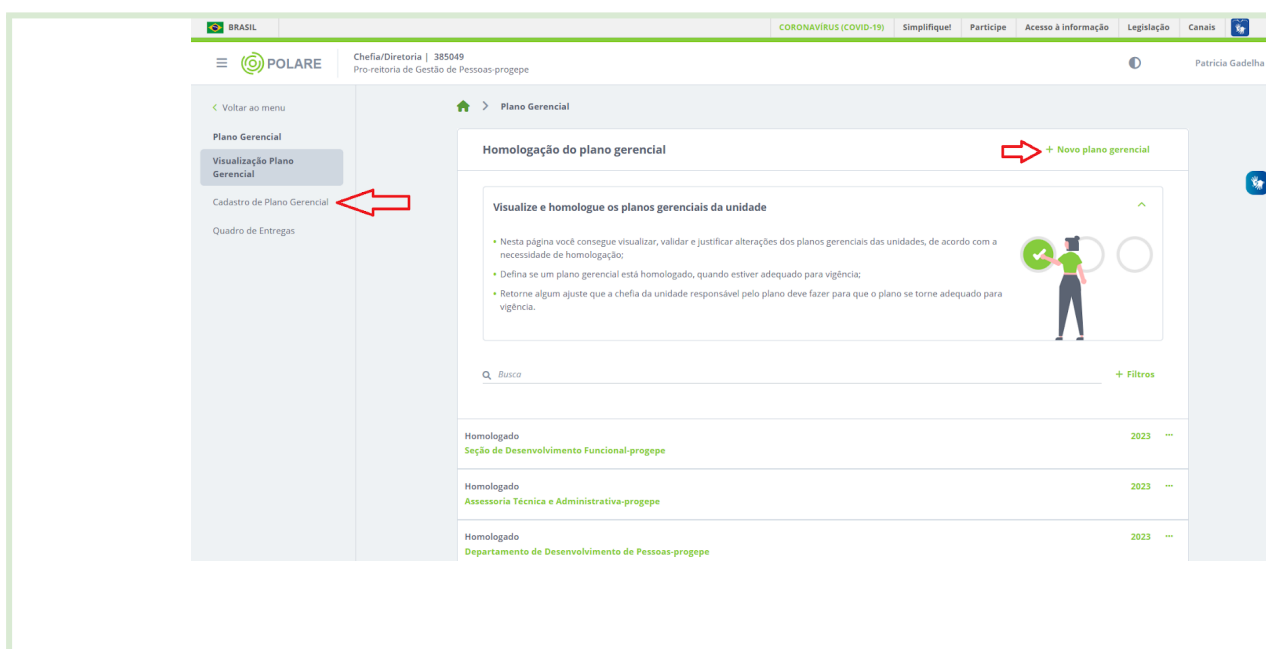 BRASIL
CORONAVÍRUS (COVID-19) Simplifique! Participe Acesso à informação Legislação Canais
POLARE
Chefia/Diretoria | 385049
Pro-reitoria de Gestão de Pessoas-progepe
Patricia Gadelha
Voltar ao menu
Plano Gerencial
Visualização Plano
Gerencial
Cadastro de Plano Gerencial
Quadro de Entregas
Plano Gerencial
Homologação do plano gerencial
+ Novo plano gerencial
Visualize e homologue os planos gerenciais da unidade
• Nesta página você consegue visualizar, validar e justificar alterações dos planos gerenciais das unidades, de acordo com a
necessidade de homologação;
• Defina se um plano gerencial está homologado, quando estiver adequado para vigência;
• Retorne algum ajuste que a chefia da unidade responsável pelo plano deve fazer para que o plano se torne adequado para
vigência.
Busca
+ Filtros
Homologado
Seção de Desenvolvimento Funcional-progepe
2023 ···
Homologado
Assessoria Técnica e Administrativa-progepe
2023 ···
Homologado
Departamento de Desenvolvimento de Pessoas-progepe
2023 ···